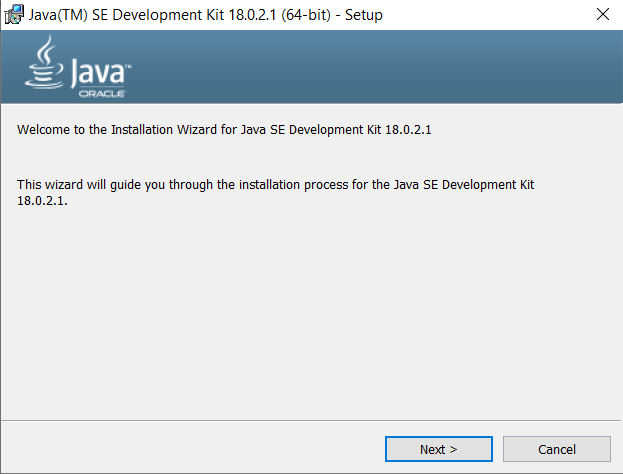 Java(TM) SE Development Kit 18.0.2.1 (64-bit) - Setup
Java™
ORACLE
Welcome to the Installation Wizard for Java SE Development Kit 18.0.2.1
This wizard will guide you through the installation process for the Java SE Development Kit
18.0.2.1.
Next >
Cancel